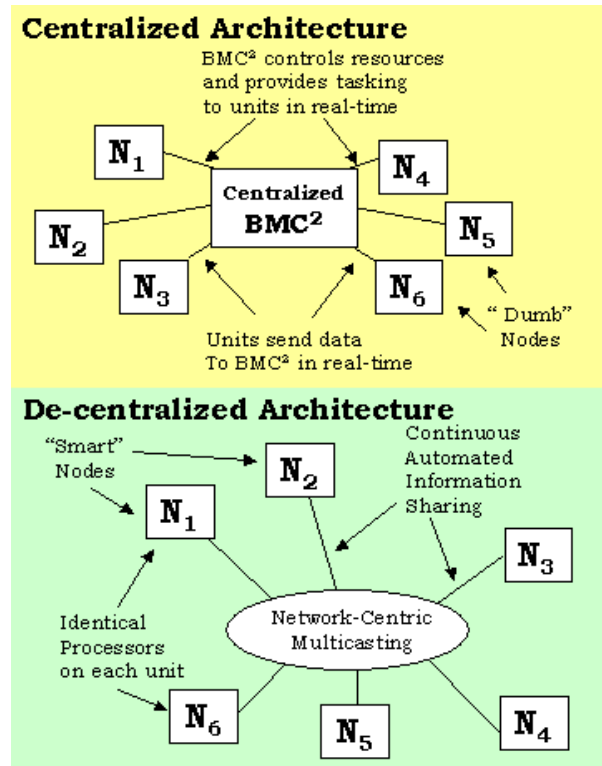 Centralized Architecture
BMC² controls resources
and provides tasking
to units in real-time
N₁
N₄
Centralized
BMC²
N₂
N₅
N₃
N₆
“ Dumb”
Nodes
Units send data
To BMC² in real-time
De-centralized Architecture
“Smart”
Nodes
N₂
Continuous
Automated
Information
Sharing
N₁
N₃
Network-Centric
Multicasting
Identical
Processors
on each unit
N₆
N₅
N₄